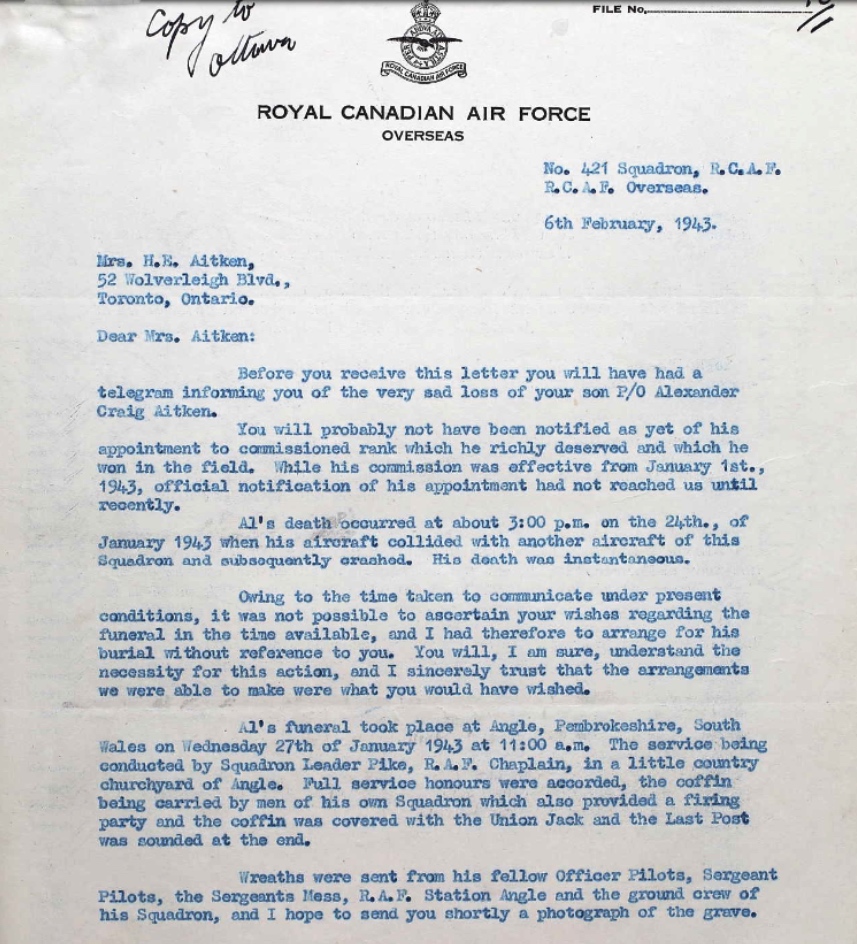 Copy to
Ottawa
FILE No.
ROYAL CANADIAN AIR FORCE
ROYAL CANADIAN AIR FORCE
OVERSEAS
No. 421 Squadron, R.C.A.F.
R.C.A.F. Overseas.
6th February, 1943.
Mrs. H.E. Aitken,
52 Wolverleigh Blvd.,
Toronto, Ontario.
Dear Mrs. Aitken:
Before you receive this letter you will have had a
telegram informing you of the very sad loss of your son P/O Alexander
Craig Aitken.
You will probably not have been notified as yet of his
appointment to commissioned rank which he richly deserved and which he
won in the field. While his commission was effective from January 1st.,
1943, official notification of his appointment had not reached us until
recently.
Al's death occurred at about 3:00 p.m. on the 24th., of
January 1943 when his aircraft collided with another aircraft of this
Squadron and subsequently crashed. His death was instantaneous.
Owing to the time taken to communicate under present
conditions, it was not possible to ascertain your wishes regarding the
funeral in the time available, and I had therefore to arrange for his
burial without reference to you. You will, I am sure, understand the
necessity for this action, and I sincerely trust that the arrangements
we were able to make were what you would have wished.
Al's funeral took place at Angle, Pembrokeshire, South
Wales on Wednesday 27th of January 1943 at 11:00 a.m. The service being
conducted by Squadron Leader Pike, R.A.F. Chaplain, in a little country
churchyard of Angle. Full service honours were accorded, the coffin
being carried by men of his own Squadron which also provided a firing
party and the coffin was covered with the Union Jack and the Last Post
was sounded at the end.
Wreaths were sent from his fellow Officer Pilots, Sergeant
Pilots, the Sergeants Mess, R.A.F. Station Angle and the ground crew of
his Squadron, and I hope to send you shortly a photograph of the grave.